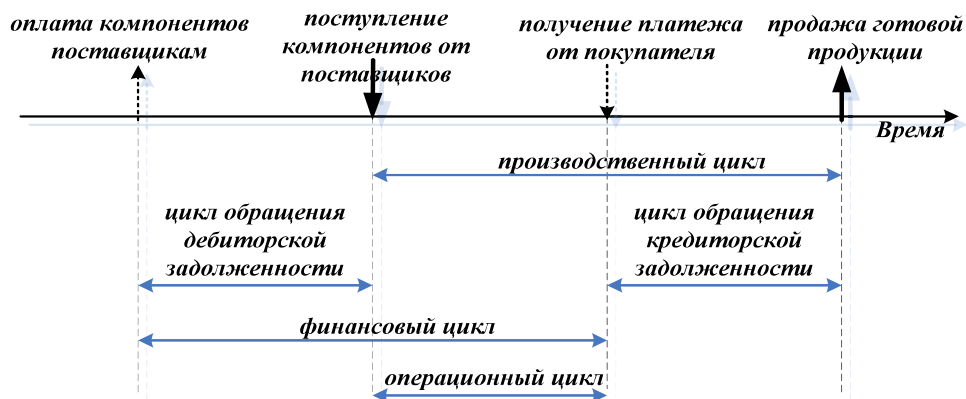 оплата компонентов
поставщикам
поступление
компонентов от
поставщиков
получение платежа
от покупателя
продажа готовой
продукции
Время
производственный цикл
цикл обращения
дебиторской
задолженности
цикл обращения
кредиторской
задолженности
финансовый цикл
операционный цикл